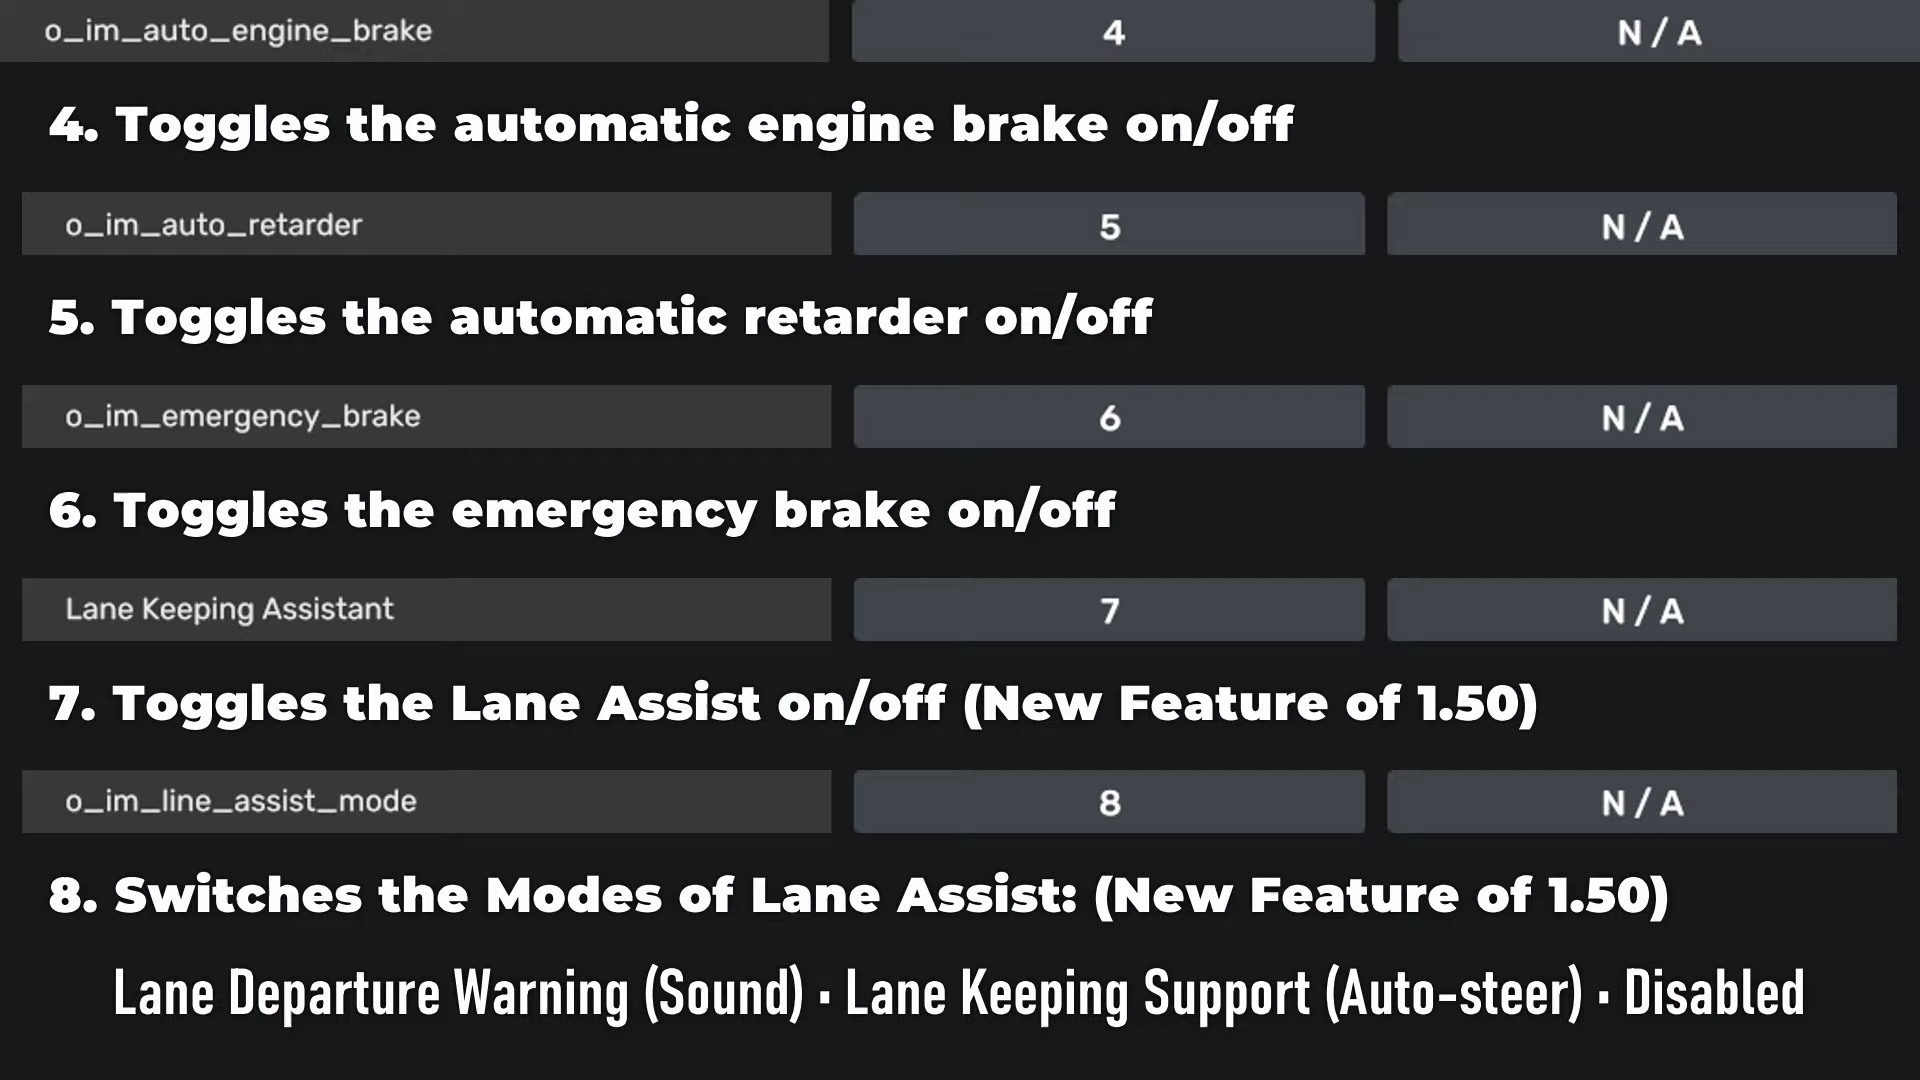 o_im_auto_engine_brake 4 N / A
4. Toggles the automatic engine brake on/off
o_im_auto_retarder 5 N / A
5. Toggles the automatic retarder on/off
o_im_emergency_brake 6 N / A
6. Toggles the emergency brake on/off
Lane Keeping Assistant 7 N / A
7. Toggles the Lane Assist on/off (New Feature of 1.50)
o_im_line_assist_mode 8 N / A
8. Switches the Modes of Lane Assist: (New Feature of 1.50)
Lane Departure Warning (Sound) · Lane Keeping Support (Auto-steer) · Disabled